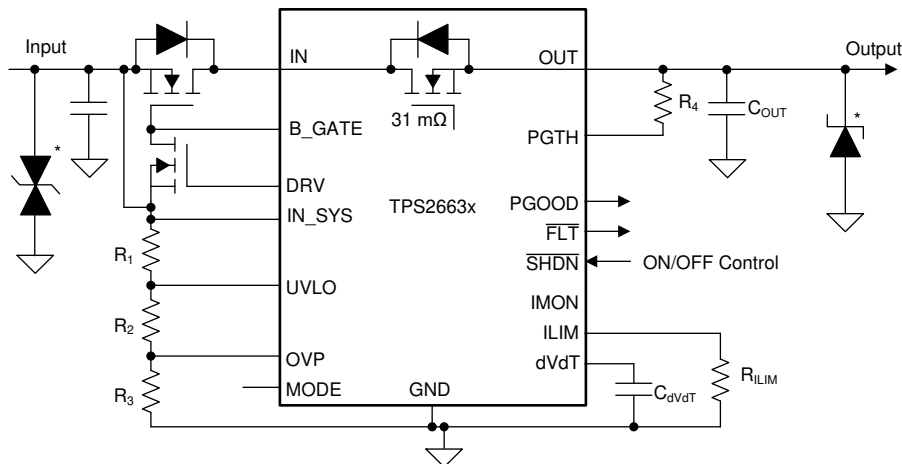 Input
IN
OUT
Output
31 mΩ
R4
COUT
*
*
B_GATE
PGTH
DRV
TPS2663x
PGOOD
IN_SYS
FLT
R1
SHDN
ON/OFF Control
UVLO
IMON
R2
ILIM
OVP
dVdT
R3
MODE
GND
CdVdT
RILIM